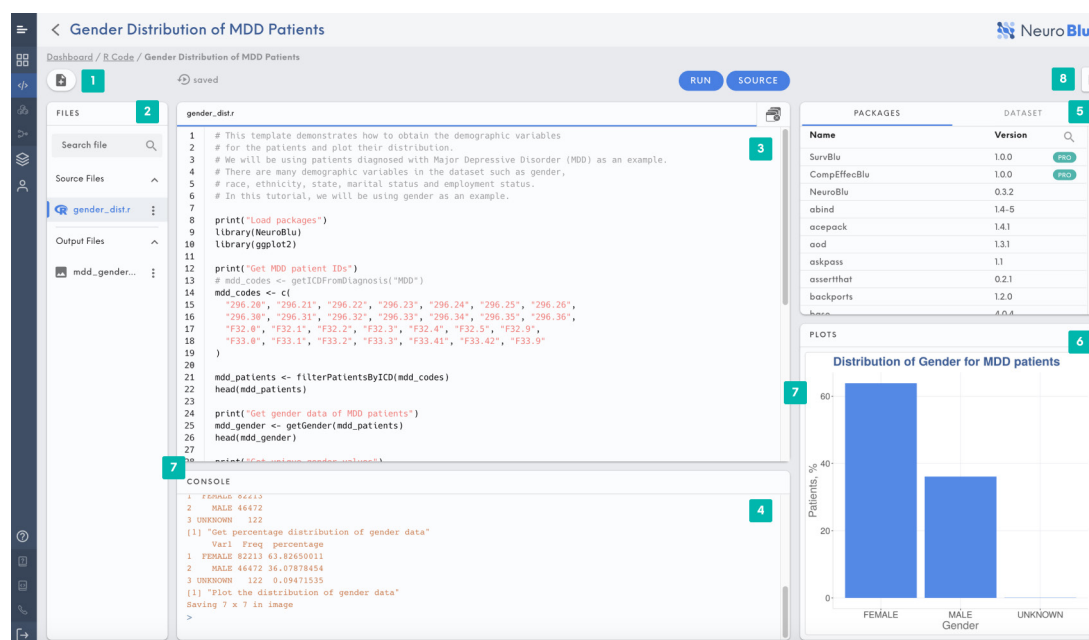 Gender Distribution of MDD Patients
Neuro Blu
Dashboard / R Code / Gender Distribution of MDD Patients
1
saved
RUN
SOURCE
8
FILES
2
Search file
Source Files
gender_dist.r
Output Files
mdd_gender...
gender_dist.r
3
1 # This template demonstrates how to obtain the demographic variables
2 # for the patients and plot their distribution.
3 # We will be using patients diagnosed with Major Depressive Disorder (MDD) as an example.
4 # There are many demographic variables in the dataset such as gender,
5 # race, ethnicity, state, marital status and employment status.
6 # In this tutorial, we will be using gender as an example.
7
8 print("Load packages")
9 library(NeuroBlu)
10 library(ggplot2)
11
12 print("Get MDD patient IDs")
13 # mdd_codes <- getICDFromDiagnosis("MDD")
14 mdd_codes <- c(
15 "296.20", "296.21", "296.22", "296.23", "296.24", "296.25", "296.26",
16 "296.30", "296.31", "296.32", "296.33", "296.34", "296.35", "296.36",
17 "F32.0", "F32.1", "F32.2", "F32.3", "F32.4", "F32.5", "F32.9",
18 "F33.0", "F33.1", "F33.2", "F33.3", "F33.41", "F33.42", "F33.9"
19 )
20
21 mdd_patients <- filterPatientsByICD(mdd_codes)
22 head(mdd_patients)
23
24 print("Get gender data of MDD patients")
25 mdd_gender <- getGender(mdd_patients)
26 head(mdd_gender)
27
28 print("Get unique gender values")
7
CONSOLE
4
1 FEMALE 82213
2 MALE 46472
3 UNKNOWN 122
[1] "Get percentage distribution of gender data"
Var1 Freq percentage
1 FEMALE 82213 63.82650011
2 MALE 46472 36.07878454
3 UNKNOWN 122 0.09471535
[1] "Plot the distribution of gender data"
Saving 7 x 7 in image
>
PACKAGES
DATASET
5
Name Version
SurvBlu 1.0.0 PRO
CompEffecBlu 1.0.0 PRO
NeuroBlu 0.3.2
abind 1.4-5
acepack 1.4.1
aod 1.3.1
askpass 1.1
assertthat 0.2.1
backports 1.2.0
base 4.0.4
PLOTS
6
7
Distribution of Gender for MDD patients
Patients, %
60
40
20
0
FEMALE
MALE
UNKNOWN
Gender